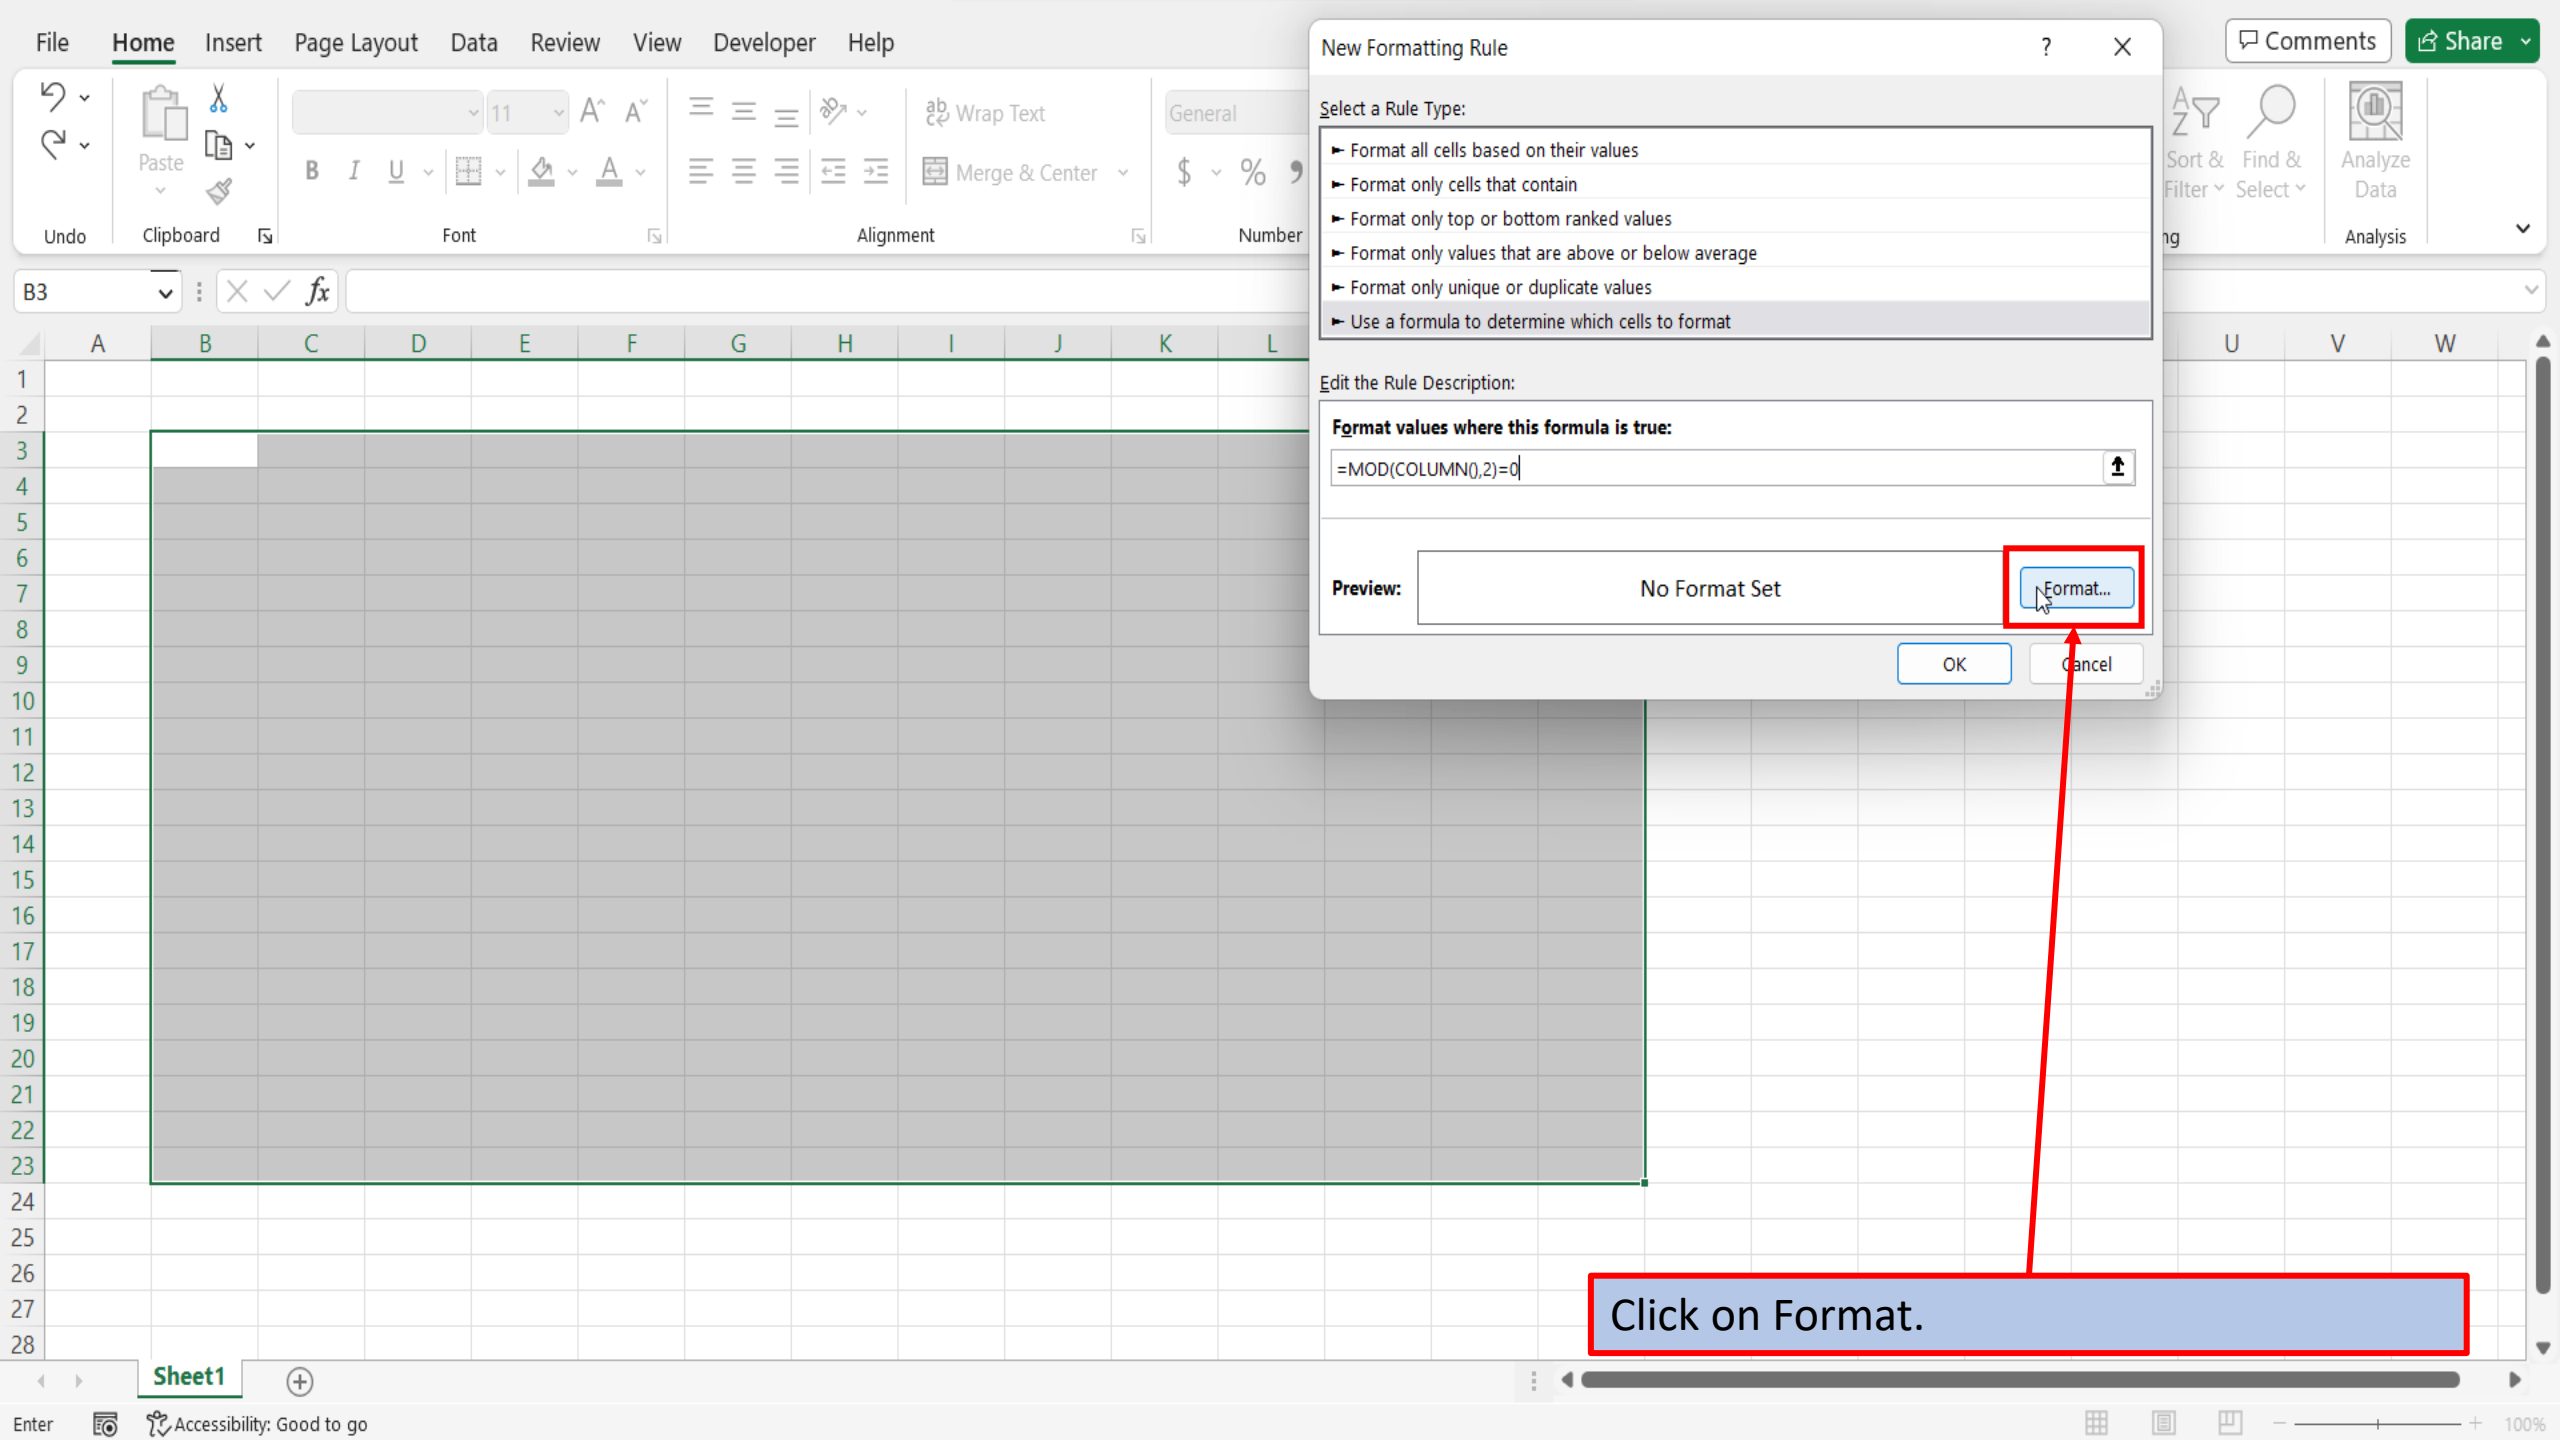 File Home Insert Page Layout Data Review View Developer Help
Comments Share
Paste
11
B I U
ab Wrap Text
Merge & Center
General
$ % 9
Sort & Filter
Find & Select
Analyze Data
Undo Clipboard Font Alignment Number ng Analysis
B3 fx
A B C D E F G H I J K L U V W
1
2
3
4
5
6
7
8
9
10
11
12
13
14
15
16
17
18
19
20
21
22
23
24
25
26
27
28
New Formatting Rule ? X
Select a Rule Type:
► Format all cells based on their values
► Format only cells that contain
► Format only top or bottom ranked values
► Format only values that are above or below average
► Format only unique or duplicate values
► Use a formula to determine which cells to format
Edit the Rule Description:
Format values where this formula is true:
=MOD(COLUMN(),2)=0
Preview: No Format Set Format...
OK Cancel
Click on Format.
Sheet1
Enter Accessibility: Good to go 100%